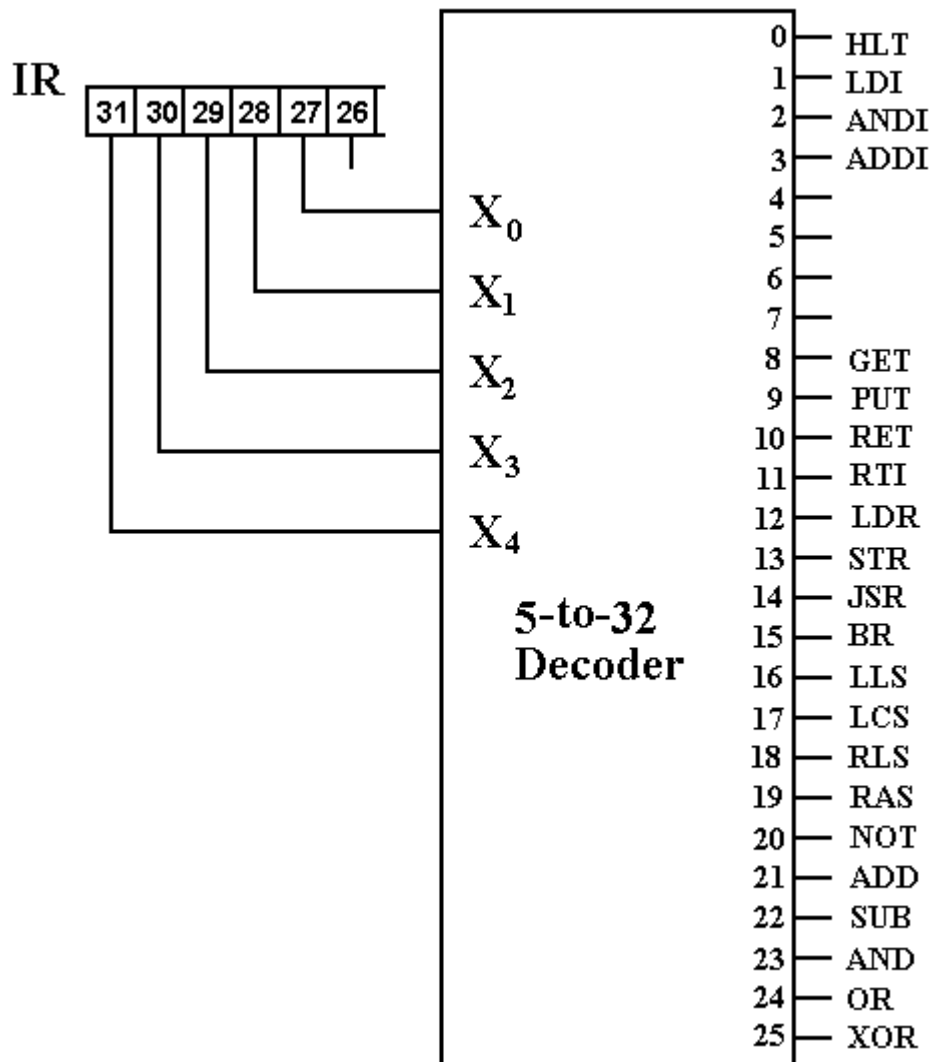 IR
31 30 29 28 27 26
X0
X1
X2
X3
X4
5-to-32
Decoder
0 HLT
1 LDI
2 ANDI
3 ADDI
4
5
6
7
8 GET
9 PUT
10 RET
11 RTI
12 LDR
13 STR
14 JSR
15 BR
16 LLS
17 LCS
18 RLS
19 RAS
20 NOT
21 ADD
22 SUB
23 AND
24 OR
25 XOR